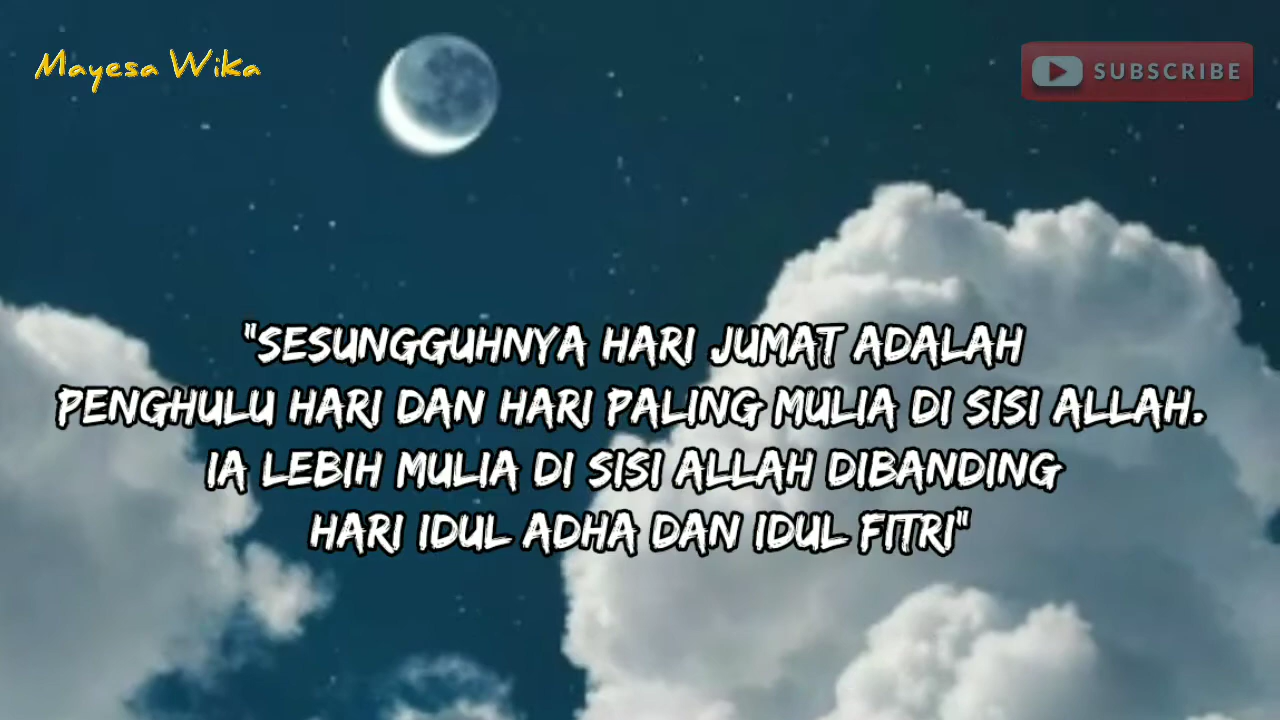 Mayesa Wika
SUBSCRIBE
"SESUNGGUHNYA HARI JUMAT ADALAH
PENGHULU HARI DAN HARI PALING MULIA DI SISI ALLAH.
IA LEBIH MULIA DI SISI ALLAH DIBANDING
HARI IDUL ADHA DAN IDUL FITRI"